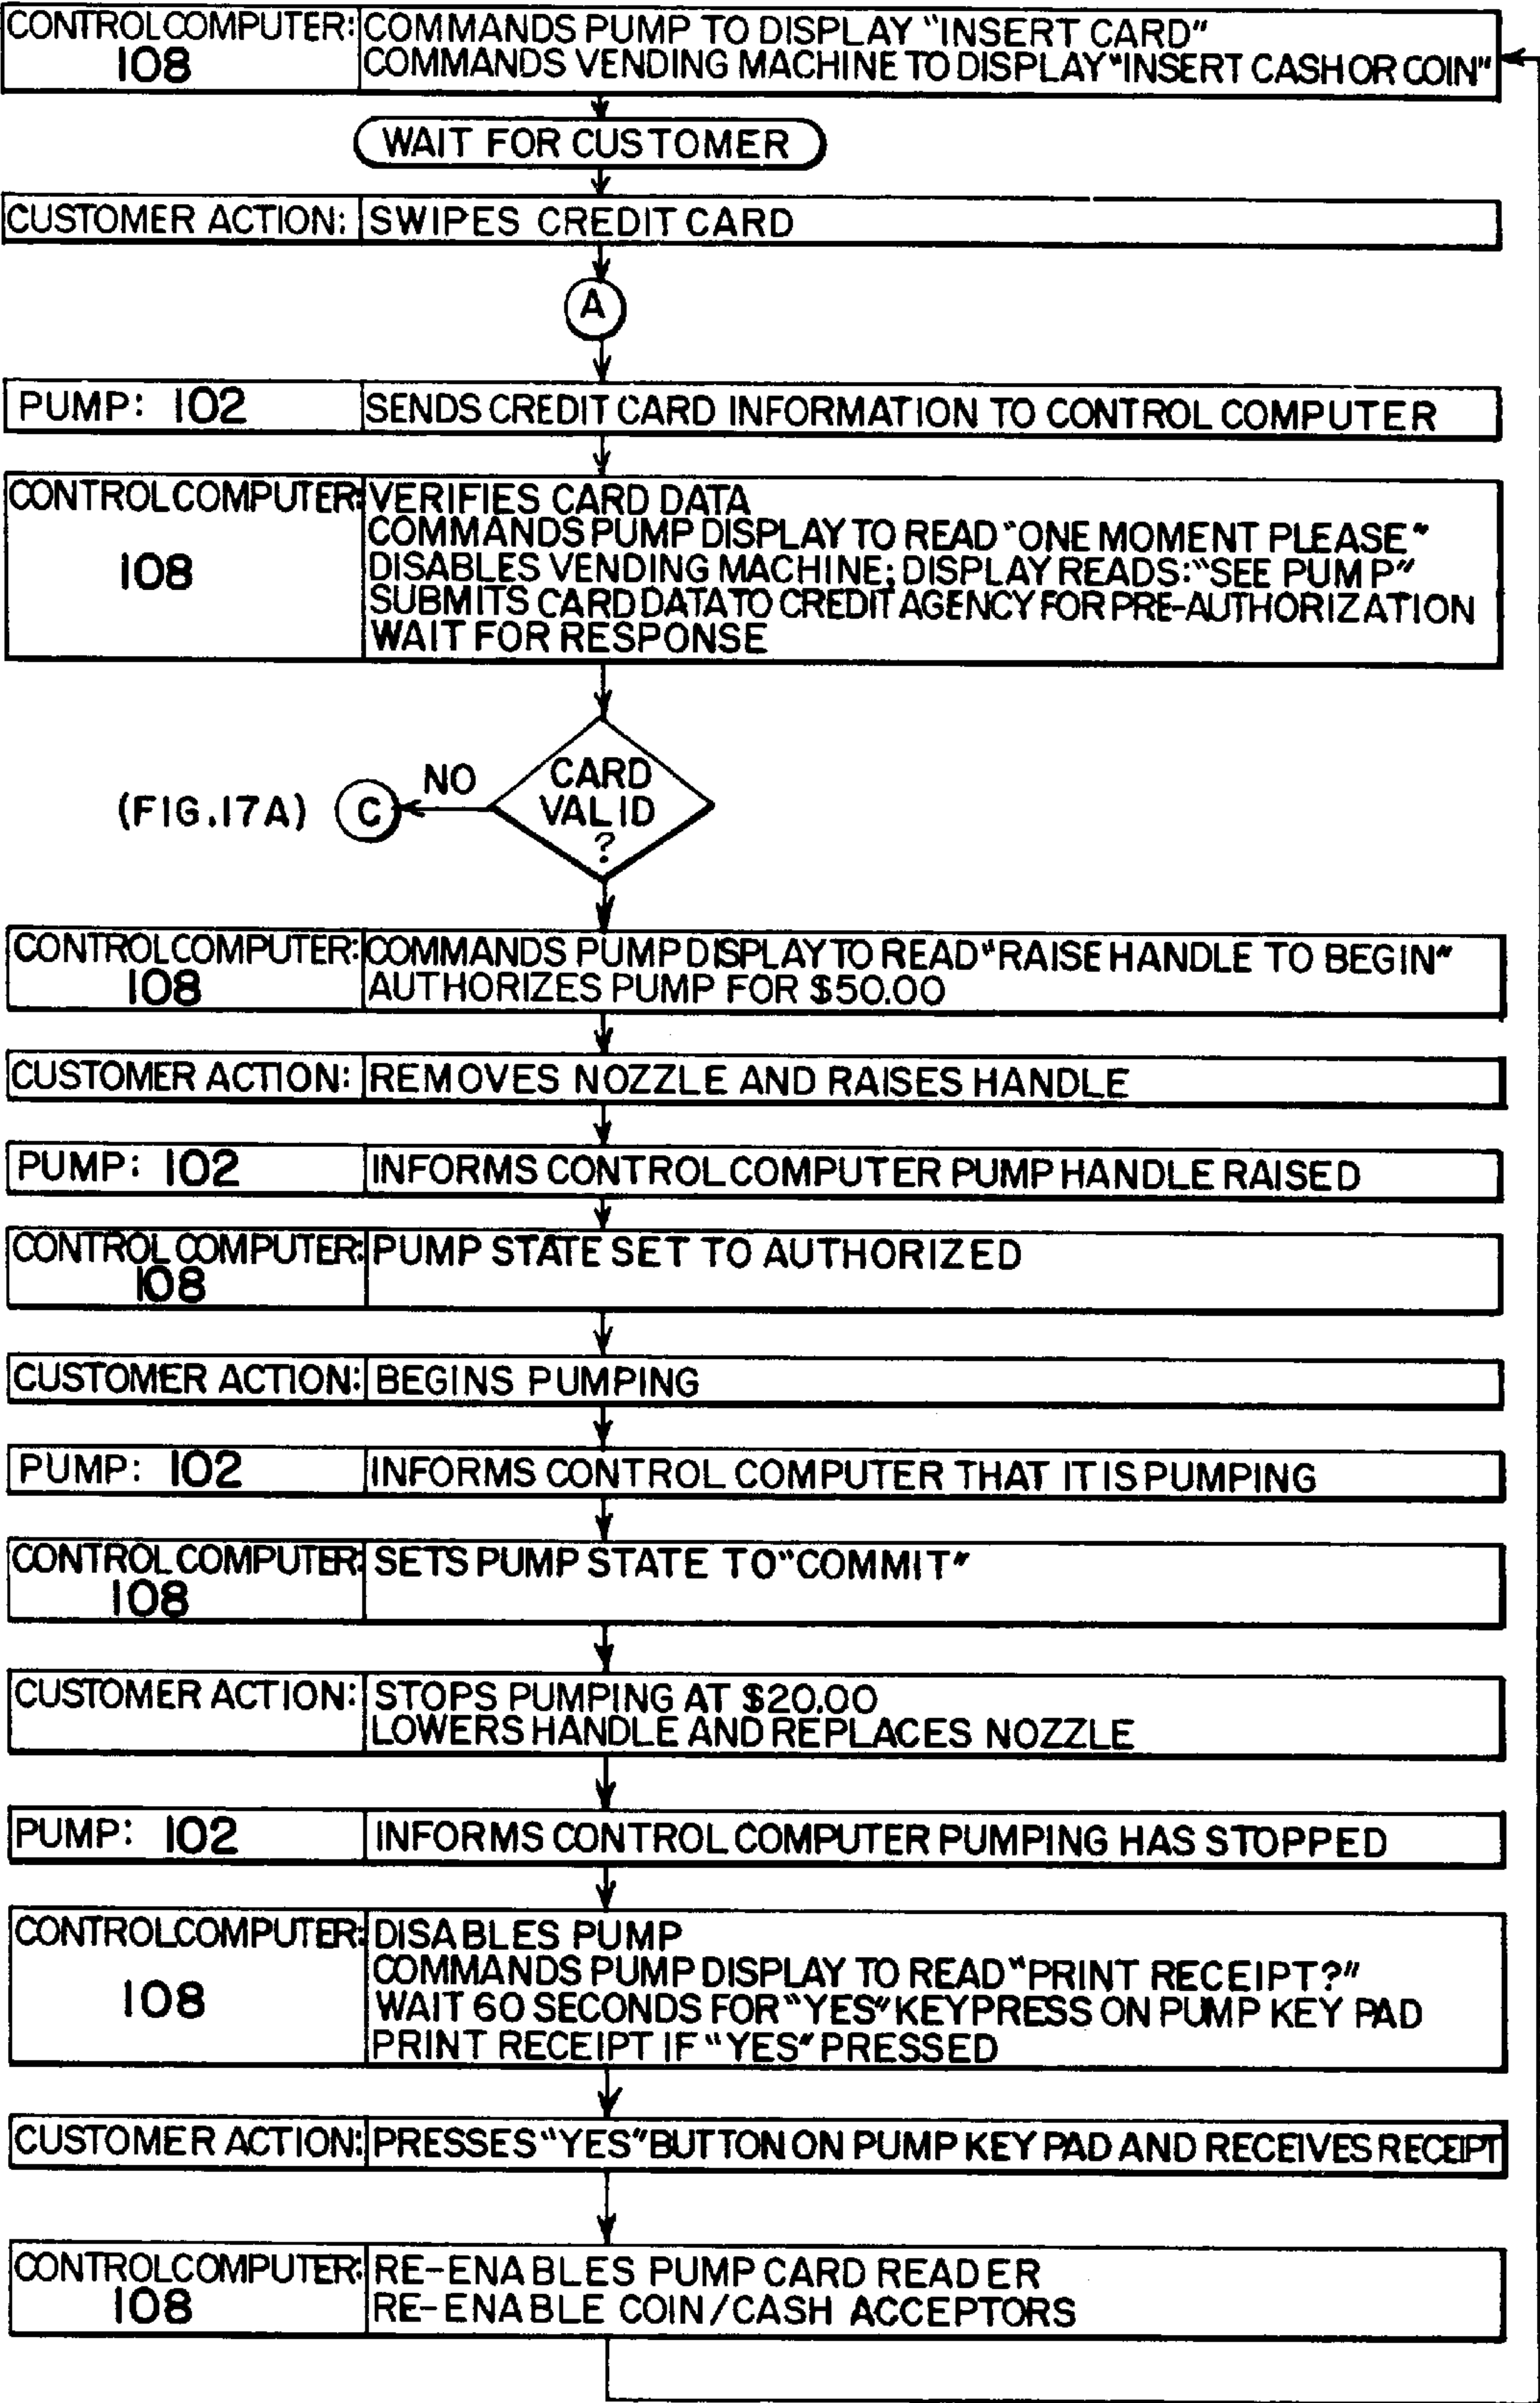 CONTROL COMPUTER: COMMANDS PUMP TO DISPLAY "INSERT CARD"
108 COMMANDS VENDING MACHINE TO DISPLAY "INSERT CASH OR COIN"
WAIT FOR CUSTOMER
CUSTOMER ACTION: SWIPES CREDIT CARD
A
PUMP: 102 SENDS CREDIT CARD INFORMATION TO CONTROL COMPUTER
CONTROL COMPUTER: VERIFIES CARD DATA
COMMANDS PUMP DISPLAY TO READ "ONE MOMENT PLEASE"
108 DISABLES VENDING MACHINE; DISPLAY READS: "SEE PUMP"
SUBMITS CARD DATA TO CREDIT AGENCY FOR PRE-AUTHORIZATION
WAIT FOR RESPONSE
CARD
VALID
?
NO
(FIG.17A) C
CONTROL COMPUTER: COMMANDS PUMP DISPLAY TO READ "RAISE HANDLE TO BEGIN"
108 AUTHORIZES PUMP FOR $50.00
CUSTOMER ACTION: REMOVES NOZZLE AND RAISES HANDLE
PUMP: 102 INFORMS CONTROL COMPUTER PUMP HANDLE RAISED
CONTROL COMPUTER: PUMP STATE SET TO AUTHORIZED
108
CUSTOMER ACTION: BEGINS PUMPING
PUMP: 102 INFORMS CONTROL COMPUTER THAT IT IS PUMPING
CONTROL COMPUTER: SETS PUMP STATE TO "COMMIT"
108
CUSTOMER ACTION: STOPS PUMPING AT $20.00
LOWERS HANDLE AND REPLACES NOZZLE
PUMP: 102 INFORMS CONTROL COMPUTER PUMPING HAS STOPPED
CONTROL COMPUTER: DISABLES PUMP
COMMANDS PUMP DISPLAY TO READ "PRINT RECEIPT?"
108 WAIT 60 SECONDS FOR "YES" KEYPRESS ON PUMP KEY PAD
PRINT RECEIPT IF "YES" PRESSED
CUSTOMER ACTION: PRESSES "YES" BUTTON ON PUMP KEY PAD AND RECEIVES RECEIPT
CONTROL COMPUTER: RE-ENABLES PUMP CARD READER
108 RE-ENABLE COIN/CASH ACCEPTORS